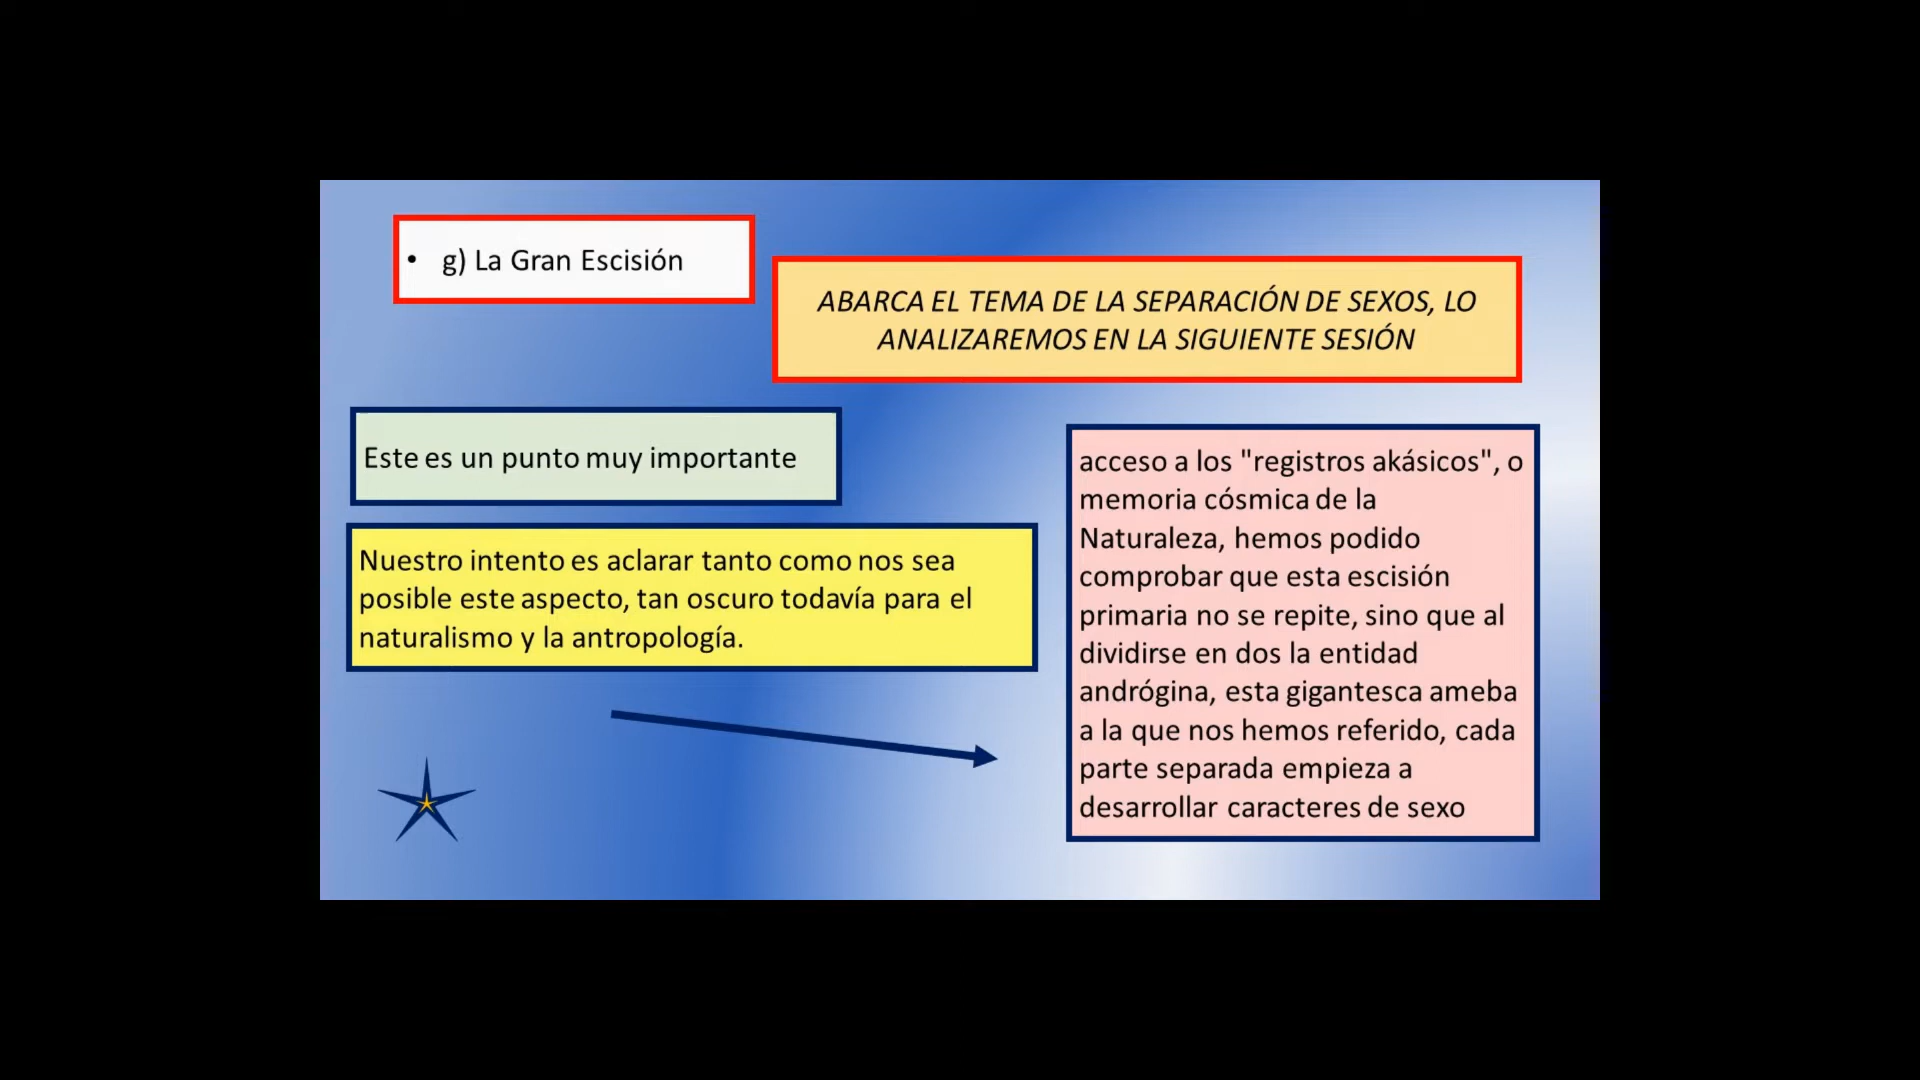 • g) La Gran Escisión
ABARCA EL TEMA DE LA SEPARACIÓN DE SEXOS, LO
ANALIZAREMOS EN LA SIGUIENTE SESIÓN
Este es un punto muy importante
Nuestro intento es aclarar tanto como nos sea
posible este aspecto, tan oscuro todavía para el
naturalismo y la antropología.
acceso a los "registros akásicos", o
memoria cósmica de la
Naturaleza, hemos podido
comprobar que esta escisión
primaria no se repite, sino que al
dividirse en dos la entidad
andrógina, esta gigantesca ameba
a la que nos hemos referido, cada
parte separada empieza a
desarrollar caracteres de sexo